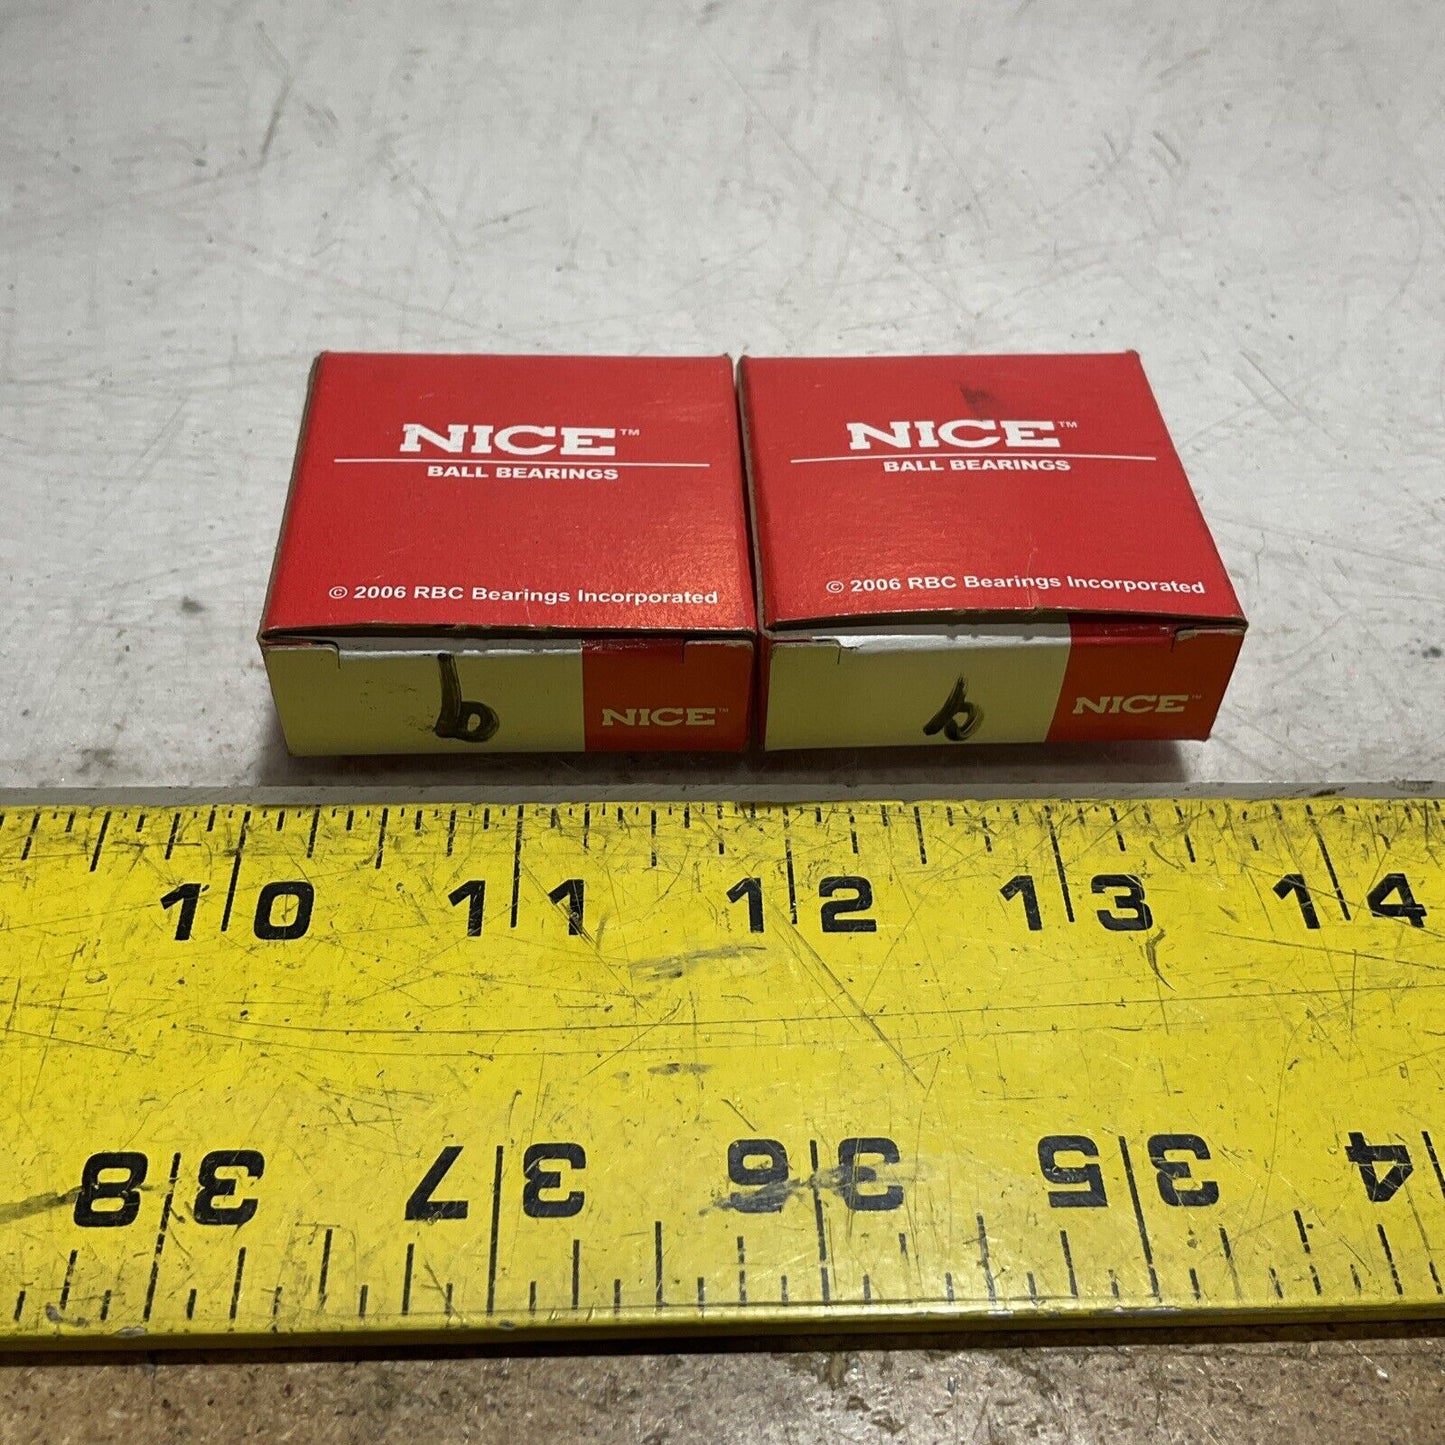 NICE™
BALL BEARINGS
© 2006 RBC Bearings Incorporated
NICE™
NICE™
BALL BEARINGS
© 2006 RBC Bearings Incorporated
NICE™
10 11 12 13 14
38 37 36 35 34